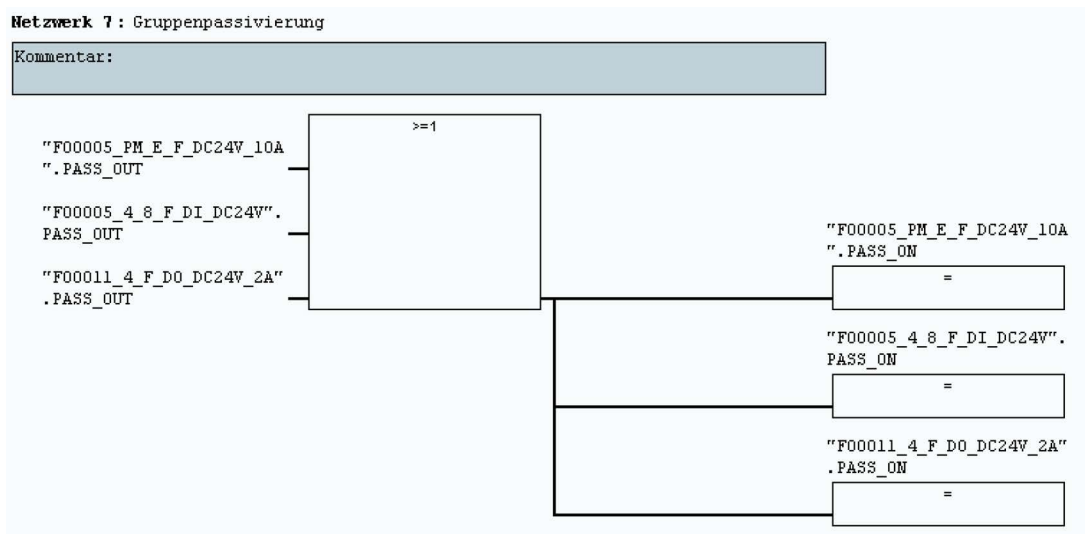 Netzwerk 7: Gruppenpassivierung
Kommentar:
>=1
"F00005_PM_E_F_DC24V_10A
".PASS_OUT
"F00005_4_8_F_DI_DC24V".
PASS_OUT
"F00011_4_F_DO_DC24V_2A"
.PASS_OUT
"F00005_PM_E_F_DC24V_10A
".PASS_ON
=
"F00005_4_8_F_DI_DC24V".
PASS_ON
=
"F00011_4_F_DO_DC24V_2A"
.PASS_ON
=